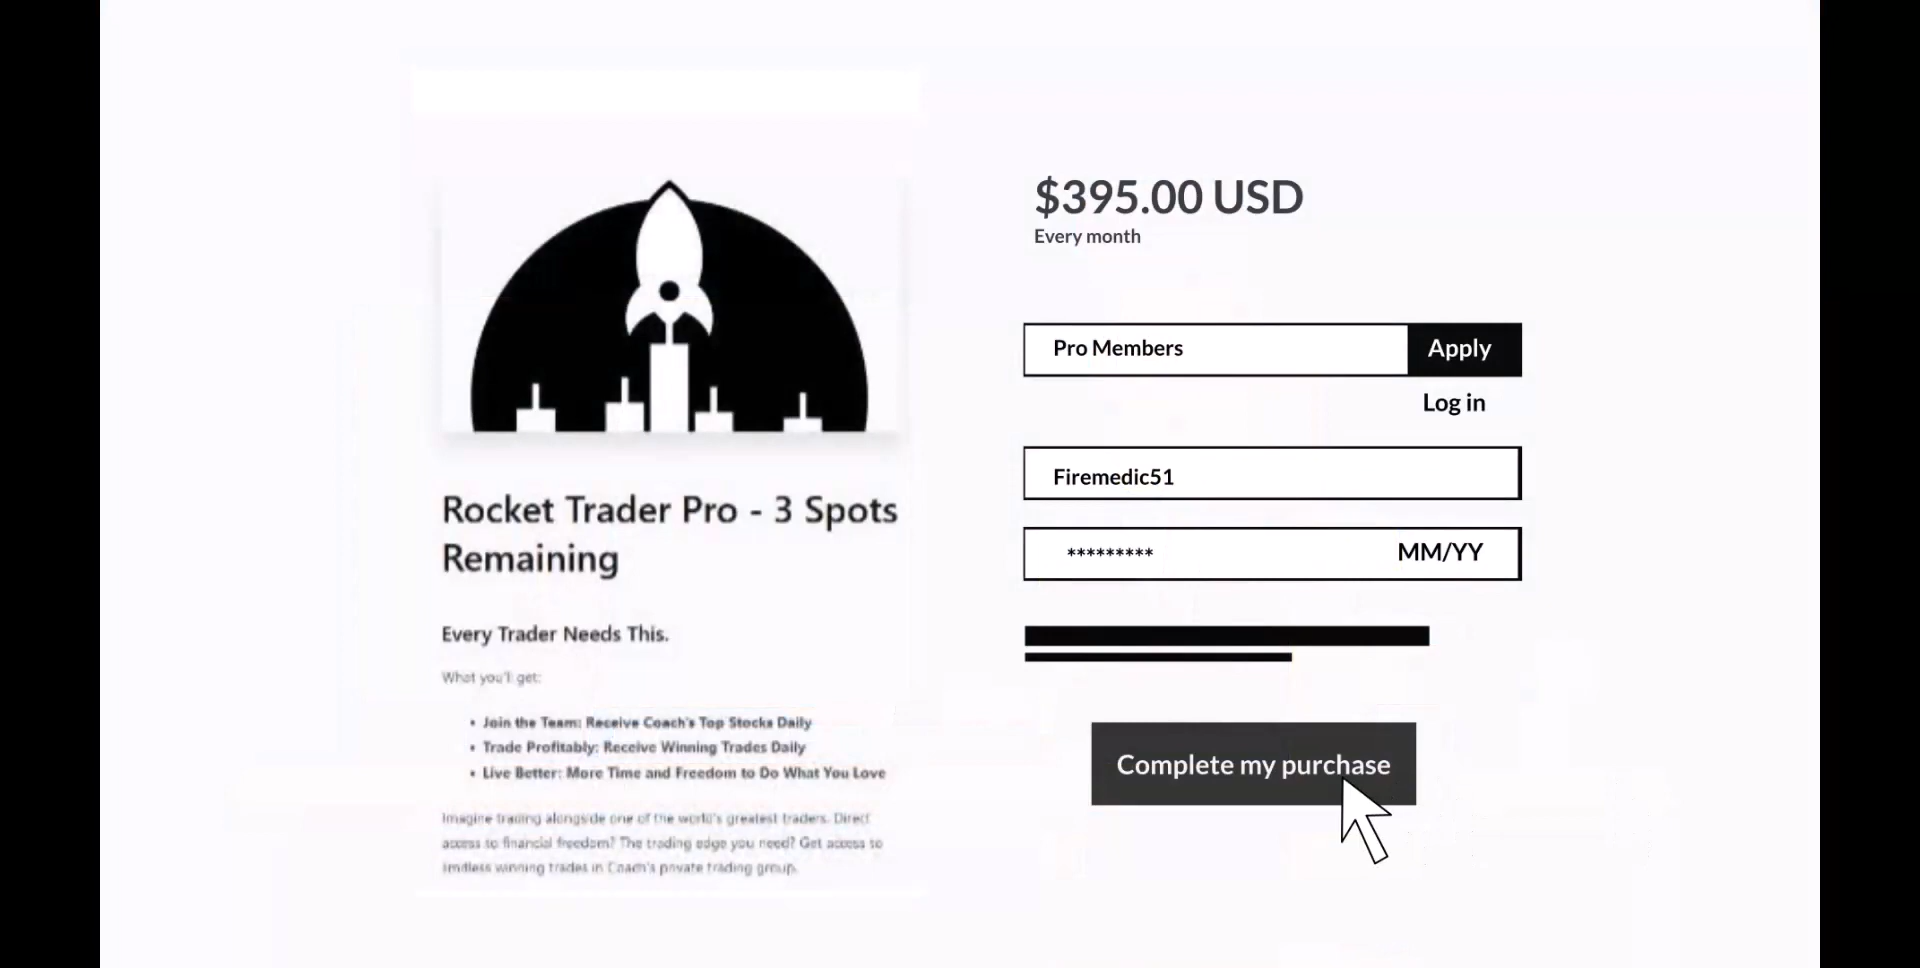 Rocket Trader Pro - 3 Spots
Remaining
Every Trader Needs This.
What you'll get:
• Join the Team: Receive Coach's Top Stocks Daily
• Trade Profitably: Receive Winning Trades Daily
• Live Better: More Time and Freedom to Do What You Love
Imagine trading alongside one of the world's greatest traders. Direct
access to financial freedom? The trading edge you need? Get access to
limitless winning trades in Coach's private trading group.
$395.00 USD
Every month
Pro Members Apply
Log in
Firemedic51
********* MM/YY
Complete my purchase